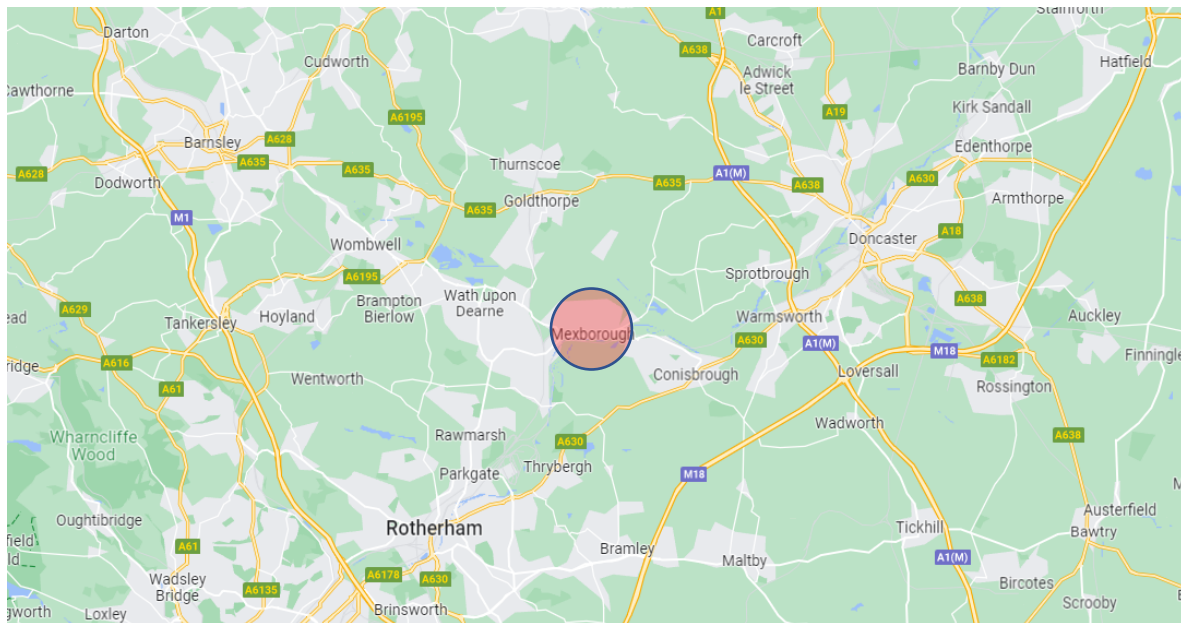 A1
Stainforth
Darton
Carcroft
A638
Cudworth
Hatfield
Barnby Dun
Adwick
le Street
Cawthorne
A6195
A19
Kirk Sandall
Barnsley
A628
Edenthorpe
A635
Thurnscoe
A628
A635
A1(M)
A630
Dodworth
A635
A638
Armthorpe
Goldthorpe
A635
M1
A18
Wombwell
Doncaster
Sprotbrough
A6195
Wath upon
Dearne
A638
Brampton
Bierlow
A629
Hoyland
Warmsworth
Auckley
ead
Tankersley
Mexborough
A630
A1(M)
M18
Finningle
A616
ridge
A6182
Conisbrough
Loversall
Wentworth
A61
Rossington
Wadworth
Wharncliffe
Wood
Rawmarsh
A630
A638
Thrybergh
Parkgate
M18
M
Austerfield
Oughtibridge
Rotherham
Tickhill
Bawtry
field
ld
A61
Bramley
Maltby
A1(M)
A6178
A630
Wadsley
Bridge
A6135
Bircotes
Scrooby
gworth
Loxley
Brinsworth
E